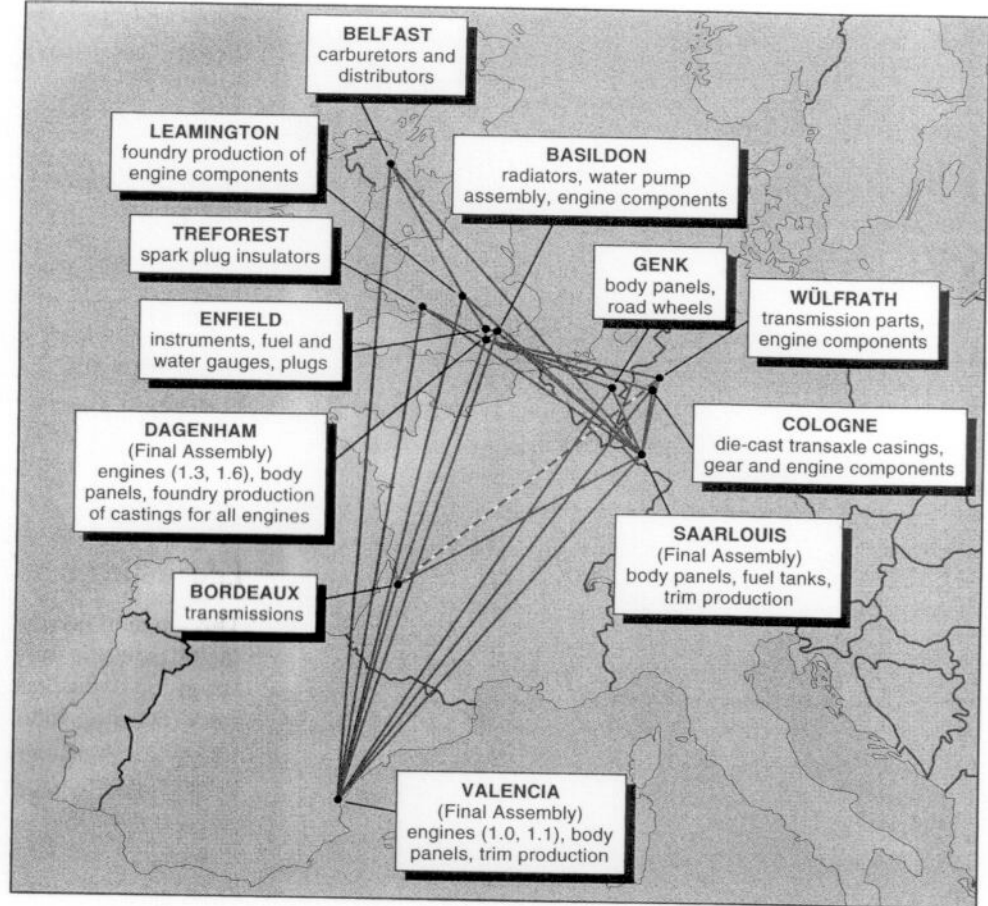 BELFAST
carburetors and
distributors
LEAMINGTON
foundry production of
engine components
BASILDON
radiators, water pump
assembly, engine components
TREFOREST
spark plug insulators
GENK
body panels,
road wheels
WÜLFRATH
transmission parts,
engine components
ENFIELD
instruments, fuel and
water gauges, plugs
DAGENHAM
(Final Assembly)
engines (1.3, 1.6), body
panels, foundry production
of castings for all engines
COLOGNE
die-cast transaxle casings,
gear and engine components
SAARLOUIS
(Final Assembly)
body panels, fuel tanks,
trim production
BORDEAUX
transmissions
VALENCIA
(Final Assembly)
engines (1.0, 1.1), body
panels, trim production